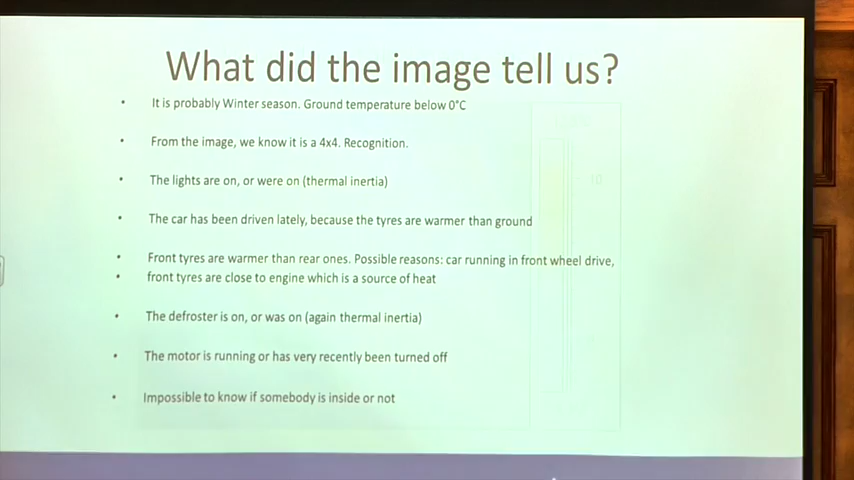 What did the image tell us?
• It is probably Winter season. Ground temperature below 0°C
• From the image, we know it is a 4x4. Recognition.
• The lights are on, or were on (thermal inertia)
• The car has been driven lately, because the tyres are warmer than ground
• Front tyres are warmer than rear ones. Possible reasons: car running in front wheel drive,
• front tyres are close to engine which is a source of heat
• The defroster is on, or was on (again thermal inertia)
• The motor is running or has very recently been turned off
• Impossible to know if somebody is inside or not